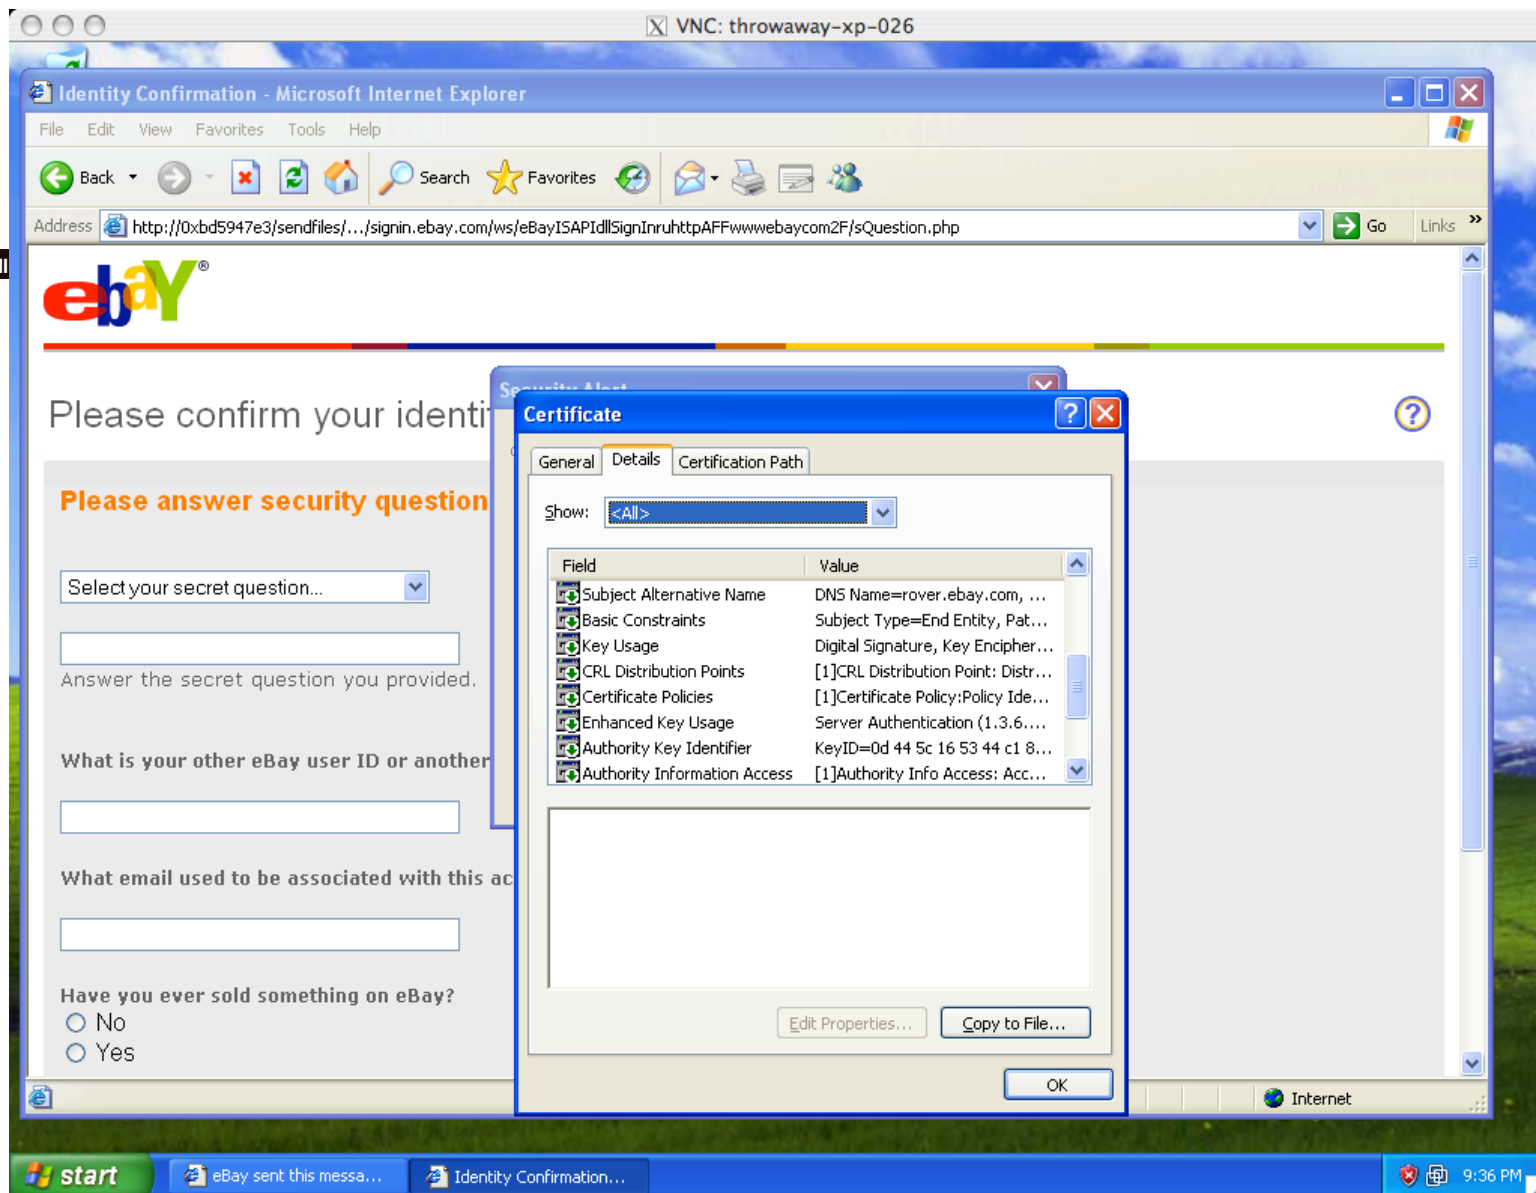 VNC: throwaway-xp-026
Identity Confirmation - Microsoft Internet Explorer
File Edit View Favorites Tools Help
Back Search Favorites
Address http://0xbd5947e3/sendfiles/.../signin.ebay.com/ws/eBayISAPIdllSignInruhttpAFFwwwebaycom2F/sQuestion.php Go Links »
ebaY®
Please confirm your identi
Security Alert
Certificate
General Details Certification Path
Please answer security question
Show: <All>
Field Value
Select your secret question...
Subject Alternative Name DNS Name=rover.ebay.com, ...
Basic Constraints Subject Type=End Entity, Pat...
Key Usage Digital Signature, Key Encipher...
CRL Distribution Points [1]CRL Distribution Point: Distr...
Answer the secret question you provided.
Certificate Policies [1]Certificate Policy:Policy Ide...
Enhanced Key Usage Server Authentication (1.3.6....
Authority Key Identifier KeyID=0d 44 5c 16 53 44 c1 8...
What is your other eBay user ID or another
Authority Information Access [1]Authority Info Access: Acc...
What email used to be associated with this ac
Have you ever sold something on eBay?
No
Yes
Edit Properties... Copy to File...
OK
Internet
start eBay sent this messa... Identity Confirmation... 9:36 PM